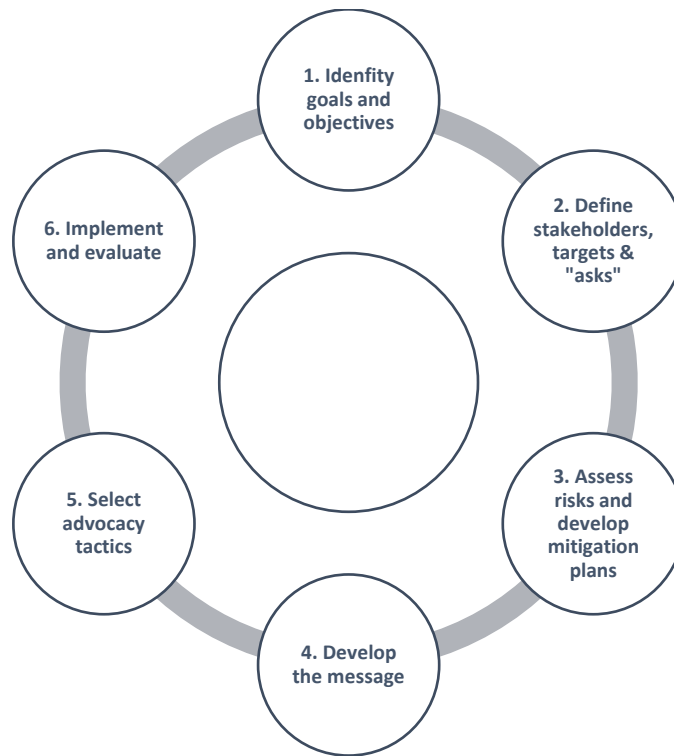 1. Idenfity
goals and
objectives
2. Define
stakeholders,
targets &
"asks"
3. Assess
risks and
develop
mitigation
plans
4. Develop
the message
5. Select
advocacy
tactics
6. Implement
and evaluate